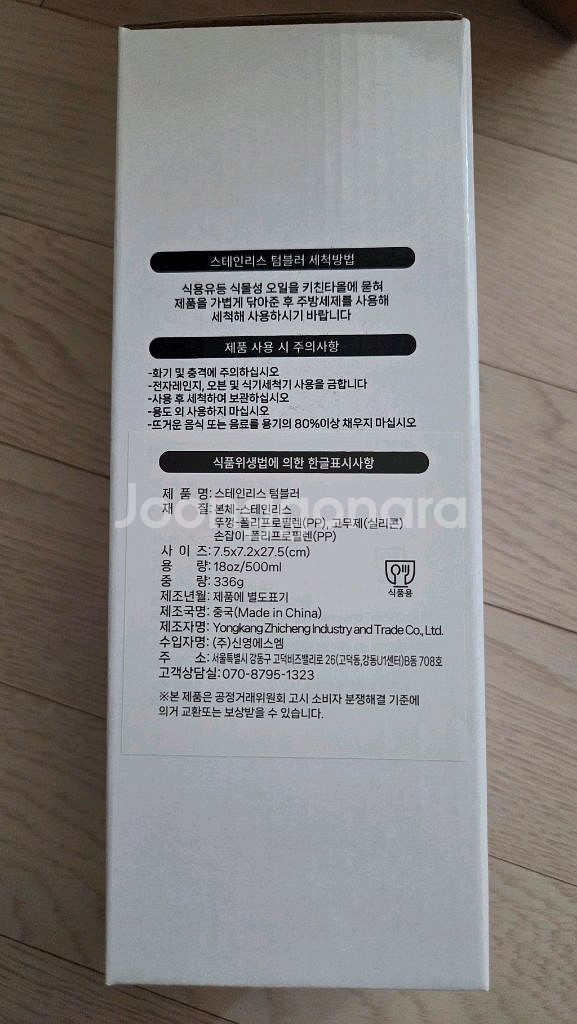 스테인리스 텀블러 세척방법
식용유등 식물성 오일을 키친타올에 묻혀
제품을 가볍게 닦아준 후 주방세제를 사용해
세척해 사용하시기 바랍니다
제품 사용 시 주의사항
-화기 및 충격에 주의하십시오
-전자레인지, 오븐 및 식기세척기 사용을 금합니다
-사용 후 세척하여 보관하십시오
-용도 외 사용하지 마십시오
-뜨거운 음식 또는 음료를 용기의 80%이상 채우지 마십시오
식품위생법에 의한 한글표시사항
제 품 명: 스테인리스 텀블러
재 질: 본체-스테인리스
뚜껑-폴리프로필렌(PP), 고무제(실리콘)
손잡이-폴리프로필렌(PP)
사 이 즈: 7.5x7.2x27.5(cm)
용 량: 18oz/500ml
중 량: 336g
식품용
제조년월: 제품에 별도표기
제조국명: 중국(Made in China)
제조자명: Yongkang Zhicheng Industry and Trade Co., Ltd.
수입자명: (주)신영에스엠
주 소: 서울특별시 강동구 고덕비즈밸리로 26(고덕동,강동U1센터)B동 708호
고객상담실: 070-8795-1323
※본 제품은 공정거래위원회 고시 소비자 분쟁해결 기준에
의거 교환또는 보상받을 수 있습니다.
Joongonara